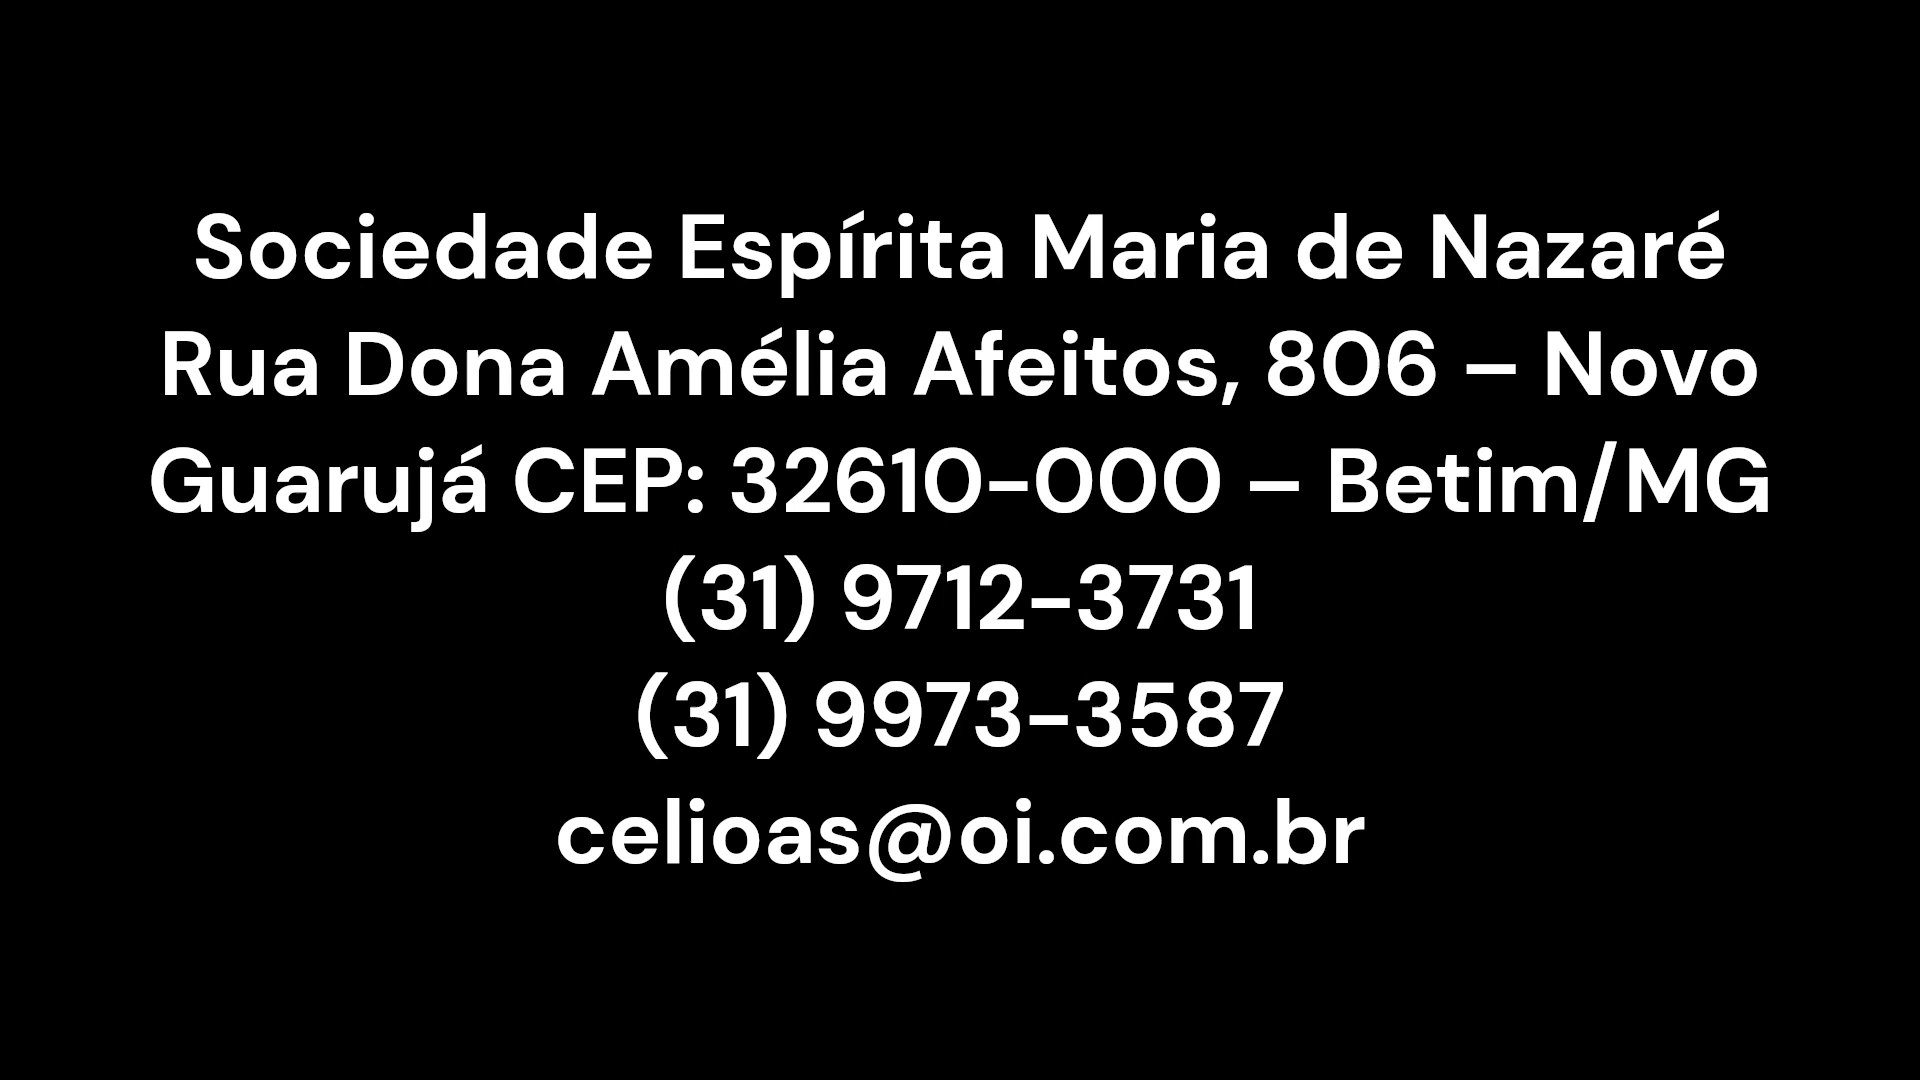 Sociedade Espírita Maria de Nazaré
Rua Dona Amélia Afeitos, 806 – Novo
Guarujá CEP: 32610-000 – Betim/MG
(31) 9712-3731
(31) 9973-3587
celioas@oi.com.br